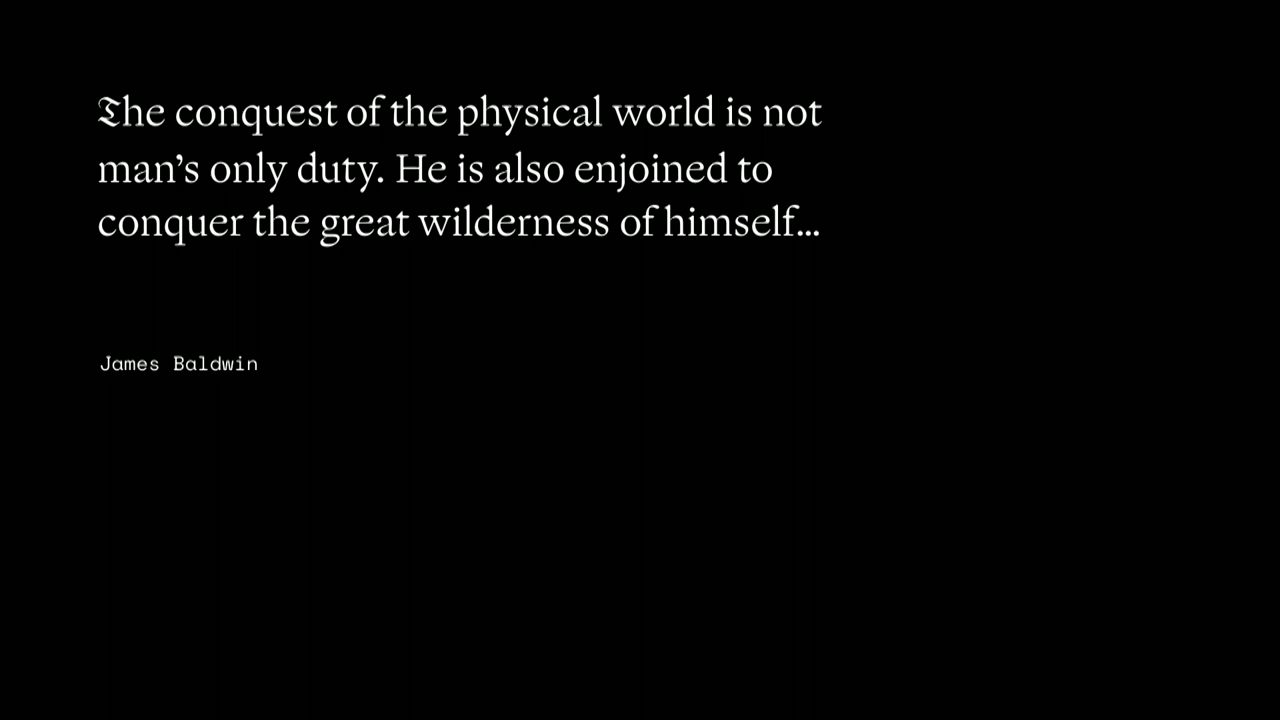 The conquest of the physical world is not
man’s only duty. He is also enjoined to
conquer the great wilderness of himself...
James Baldwin